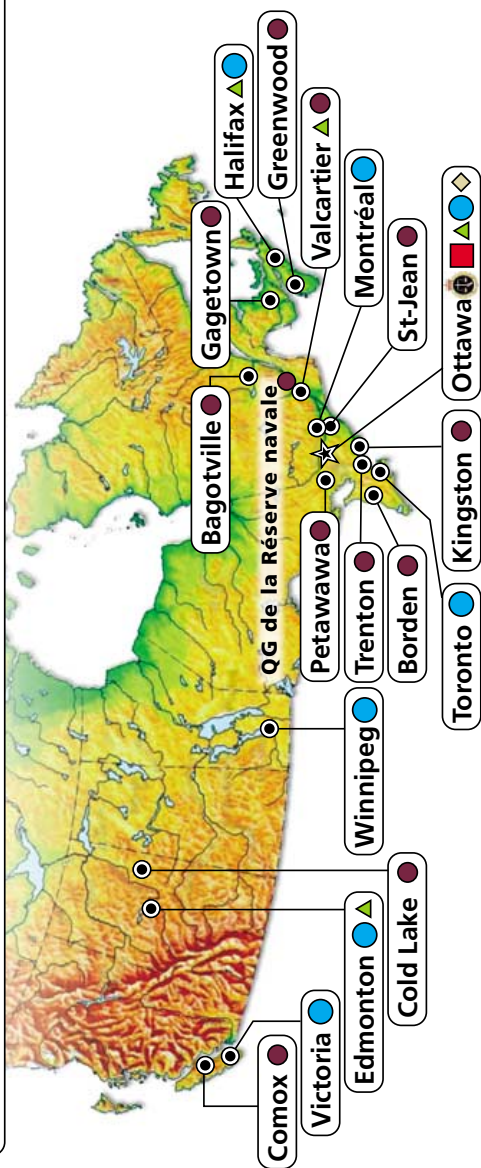 Comox
Victoria
Edmonton
Cold Lake
Winnipeg
Toronto
Kingston
Borden
Trenton
Petawawa
QG de la Réserve navale
Bagotville
Gagetown
Halifax
Greenwood
Valcartier
Montréal
St-Jean
Ottawa